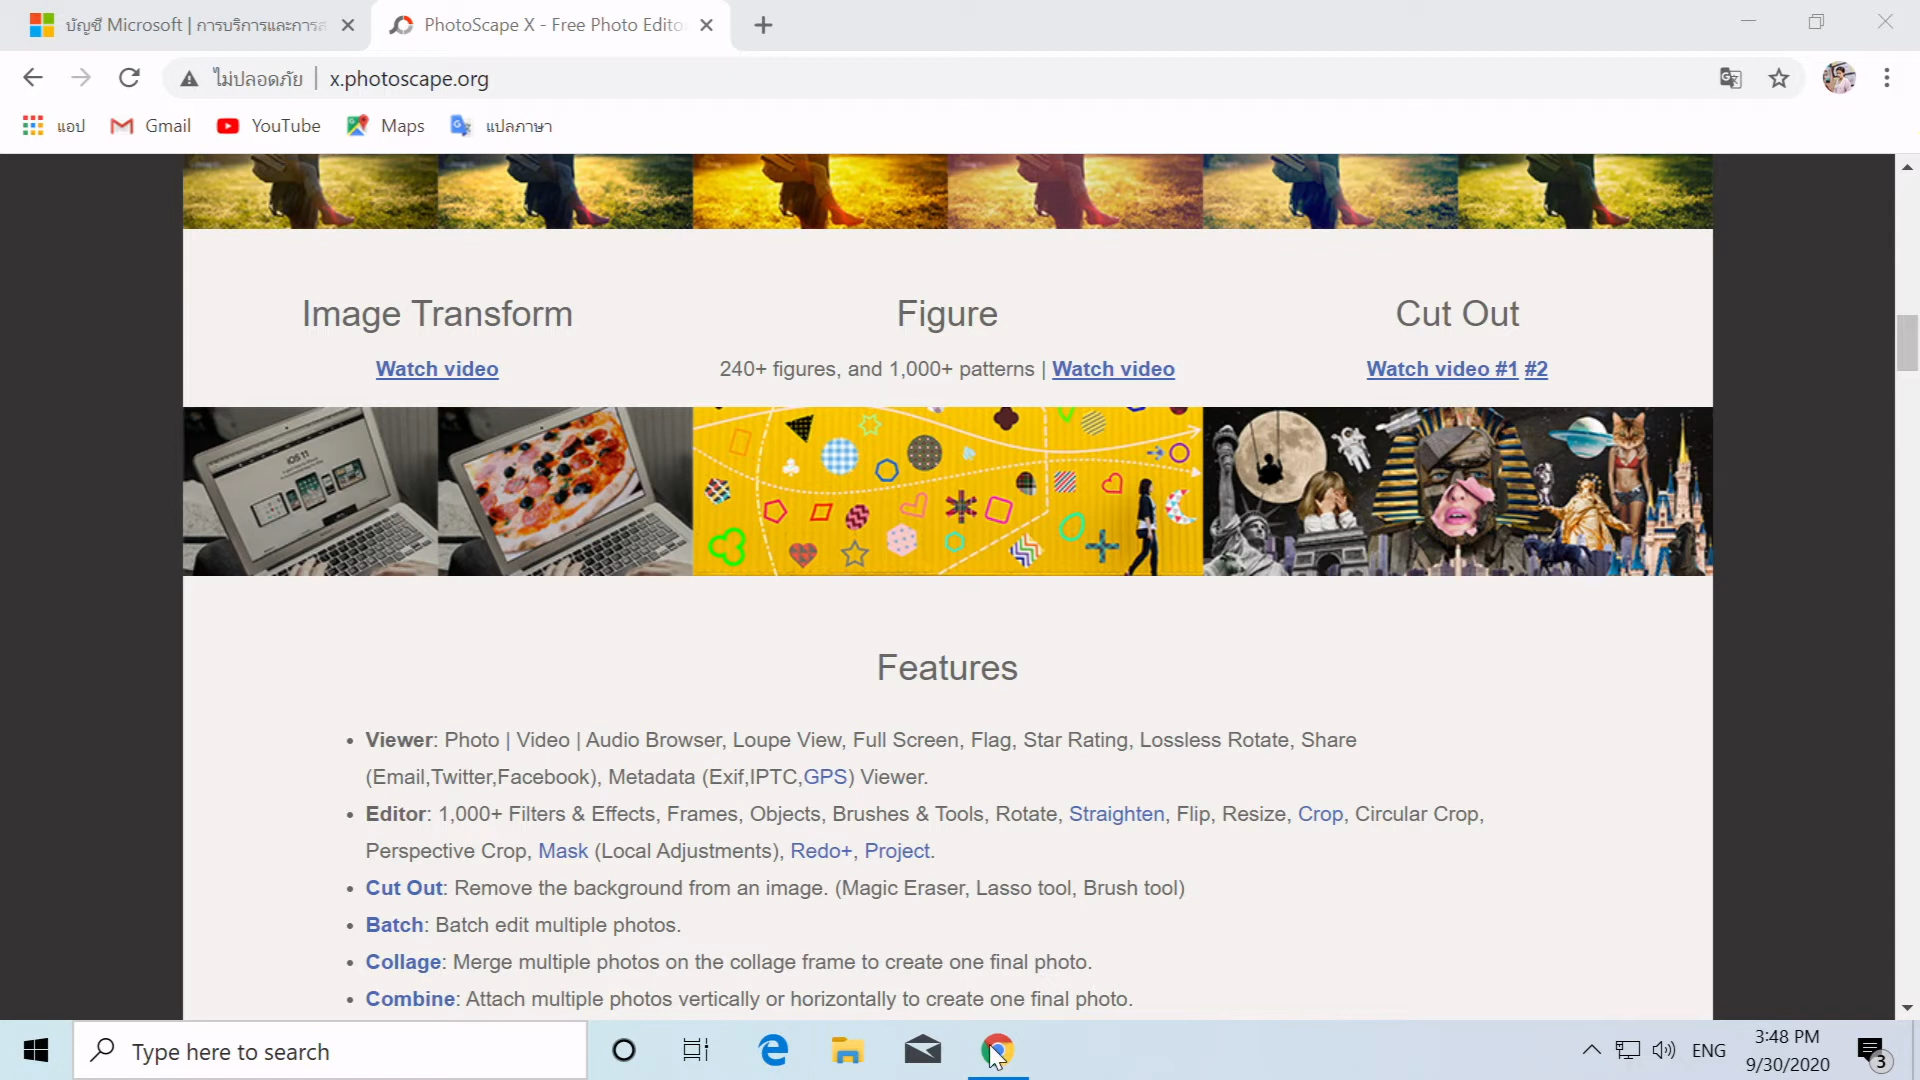 บัญชี Microsoft | การบริการและการส
PhotoScape X - Free Photo Edito
ไม่ปลอดภัย | x.photoscape.org
แอป Gmail YouTube Maps แปลภาษา
Image Transform Figure Cut Out
Watch video 240+ figures, and 1,000+ patterns | Watch video Watch video #1 #2
iOS 11
Features
• Viewer: Photo | Video | Audio Browser, Loupe View, Full Screen, Flag, Star Rating, Lossless Rotate, Share
(Email,Twitter,Facebook), Metadata (Exif,IPTC,GPS) Viewer.
• Editor: 1,000+ Filters & Effects, Frames, Objects, Brushes & Tools, Rotate, Straighten, Flip, Resize, Crop, Circular Crop,
Perspective Crop, Mask (Local Adjustments), Redo+, Project.
• Cut Out: Remove the background from an image. (Magic Eraser, Lasso tool, Brush tool)
• Batch: Batch edit multiple photos.
• Collage: Merge multiple photos on the collage frame to create one final photo.
• Combine: Attach multiple photos vertically or horizontally to create one final photo.
Type here to search
ENG
3:48 PM
9/30/2020
3